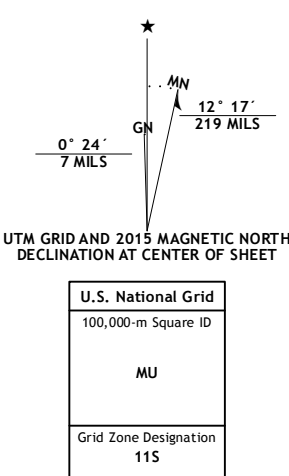 ★
MN
GN
12° 17´
219 MILS
0° 24´
7 MILS
UTM GRID AND 2015 MAGNETIC NORTH
DECLINATION AT CENTER OF SHEET
U.S. National Grid
100,000-m Square ID
MU
Grid Zone Designation
11S